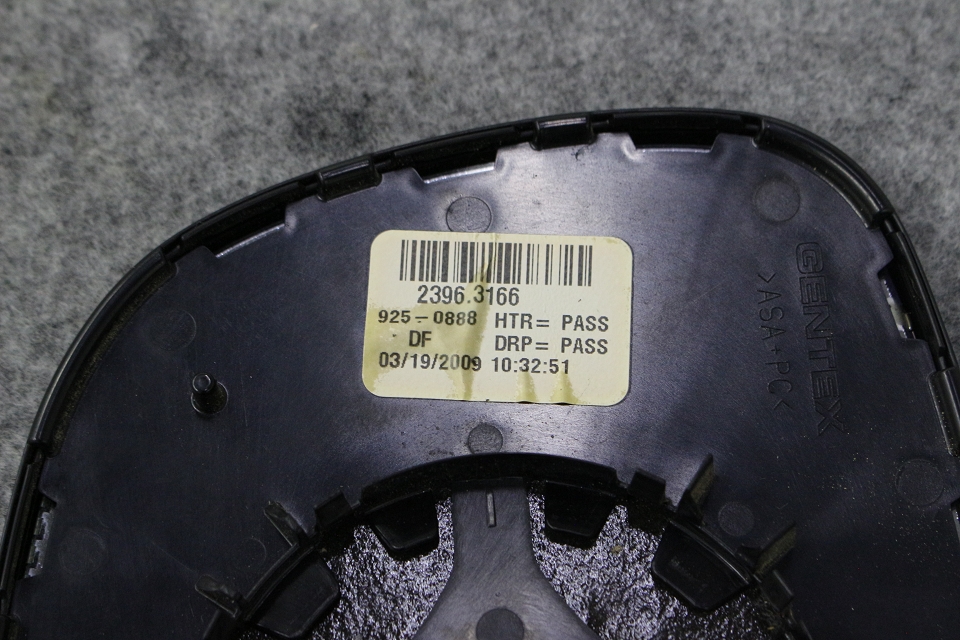 2396.3166
925-0888 HTR= PASS
DF DRP= PASS
03/19/2009 10:32:51
GENTEX
>ASA+PC<